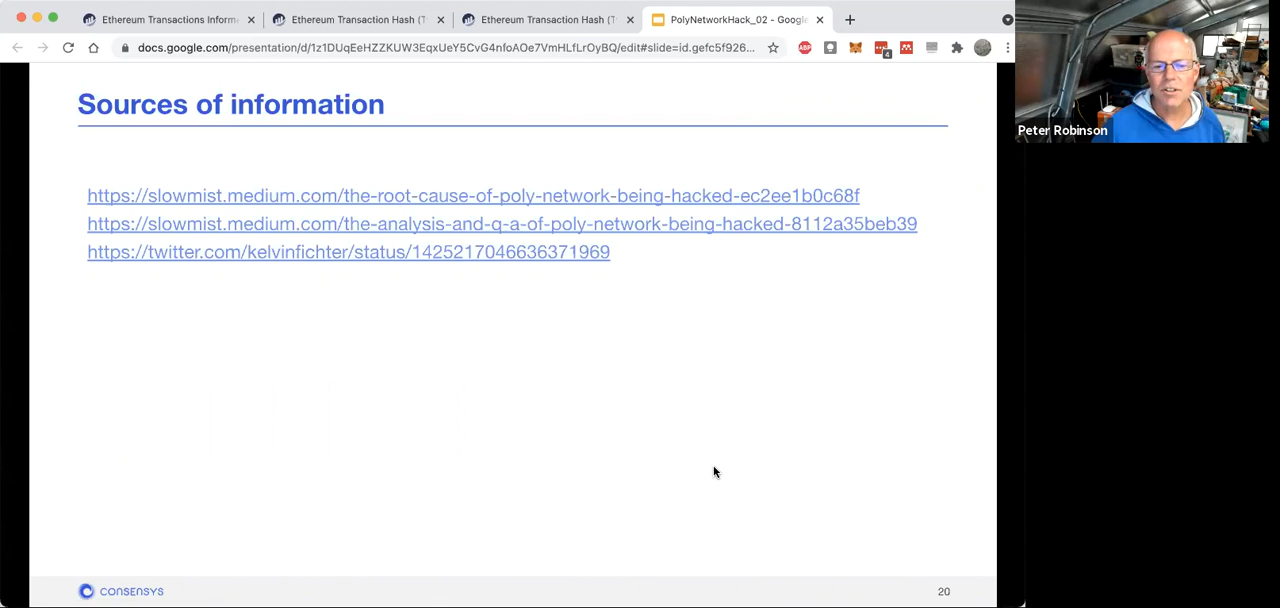 Ethereum Transactions Inform
Ethereum Transaction Hash (T
Ethereum Transaction Hash (T
PolyNetworkHack_02 - Google
docs.google.com/presentation/d/1z1DUqEeHZZKUW3EqxUeY5CvG4nfoAOe7VmHLfLrOyBQ/edit#slide=id.gefc5f926...
ABP
4
Peter Robinson
Sources of information
https://slowmist.medium.com/the-root-cause-of-poly-network-being-hacked-ec2ee1b0c68f
https://slowmist.medium.com/the-analysis-and-q-a-of-poly-network-being-hacked-8112a35beb39
https://twitter.com/kelvinfichter/status/1425217046636371969
CONSENSYS
20